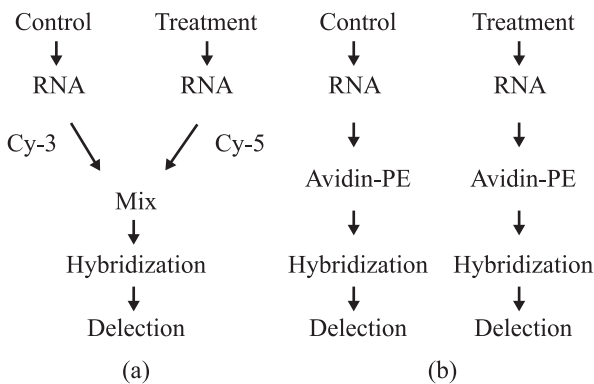 Control Treatment
RNA RNA
Cy-3 Cy-5
Mix
Hybridization
Delection
(a)
Control Treatment
RNA RNA
Avidin-PE Avidin-PE
Hybridization Hybridization
Delection Delection
(b)